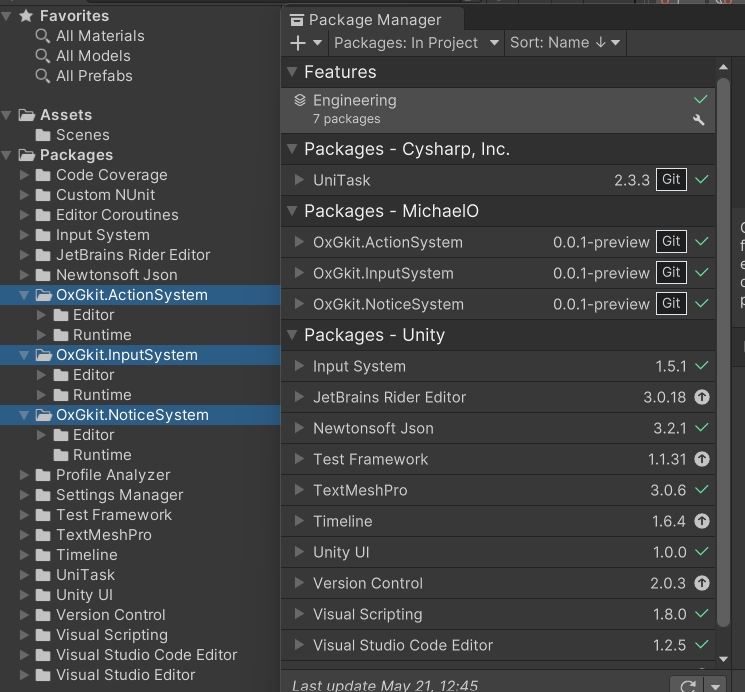 Favorites
All Materials
All Models
All Prefabs
Assets
Scenes
Packages
Code Coverage
Custom NUnit
Editor Coroutines
Input System
JetBrains Rider Editor
Newtonsoft Json
OxGkit.ActionSystem
Editor
Runtime
OxGkit.InputSystem
Editor
Runtime
OxGkit.NoticeSystem
Editor
Runtime
Profile Analyzer
Settings Manager
Test Framework
TextMeshPro
Timeline
UniTask
Unity UI
Version Control
Visual Scripting
Visual Studio Code Editor
Visual Studio Editor
Package Manager
Packages: In Project Sort: Name ↓
Features
Engineering
7 packages
Packages - Cysharp, Inc.
UniTask 2.3.3 Git
Packages - MichaelO
OxGkit.ActionSystem 0.0.1-preview Git
OxGkit.InputSystem 0.0.1-preview Git
OxGkit.NoticeSystem 0.0.1-preview Git
Packages - Unity
Input System 1.5.1
JetBrains Rider Editor 3.0.18
Newtonsoft Json 3.2.1
Test Framework 1.1.31
TextMeshPro 3.0.6
Timeline 1.6.4
Unity UI 1.0.0
Version Control 2.0.3
Visual Scripting 1.8.0
Visual Studio Code Editor 1.2.5
Last update May 21, 12:45